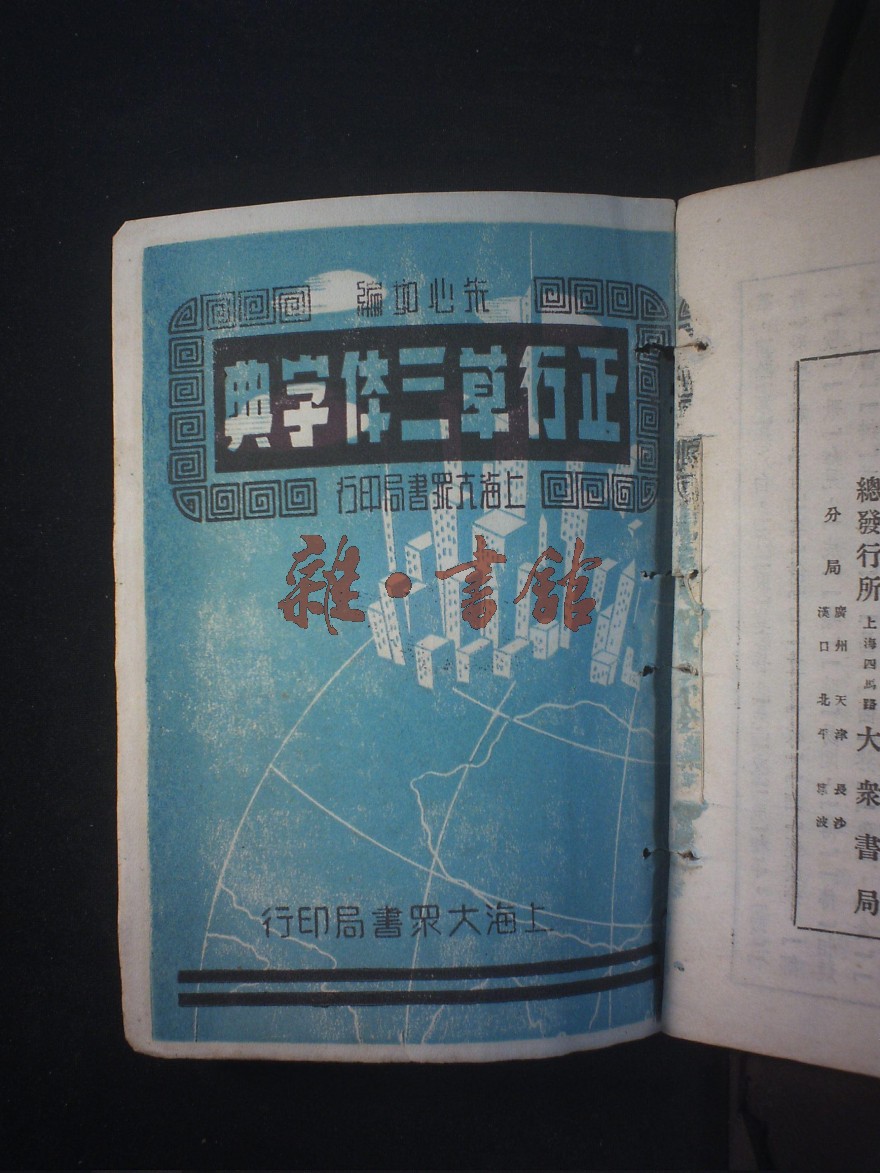 心如編
正行草三体字典
上海大眾書局印行
雜·書館
上海大眾書局印行
總發行所 上海四馬路 大衆書局
分局
廣州 天津 長沙
漢口 北平 寧波